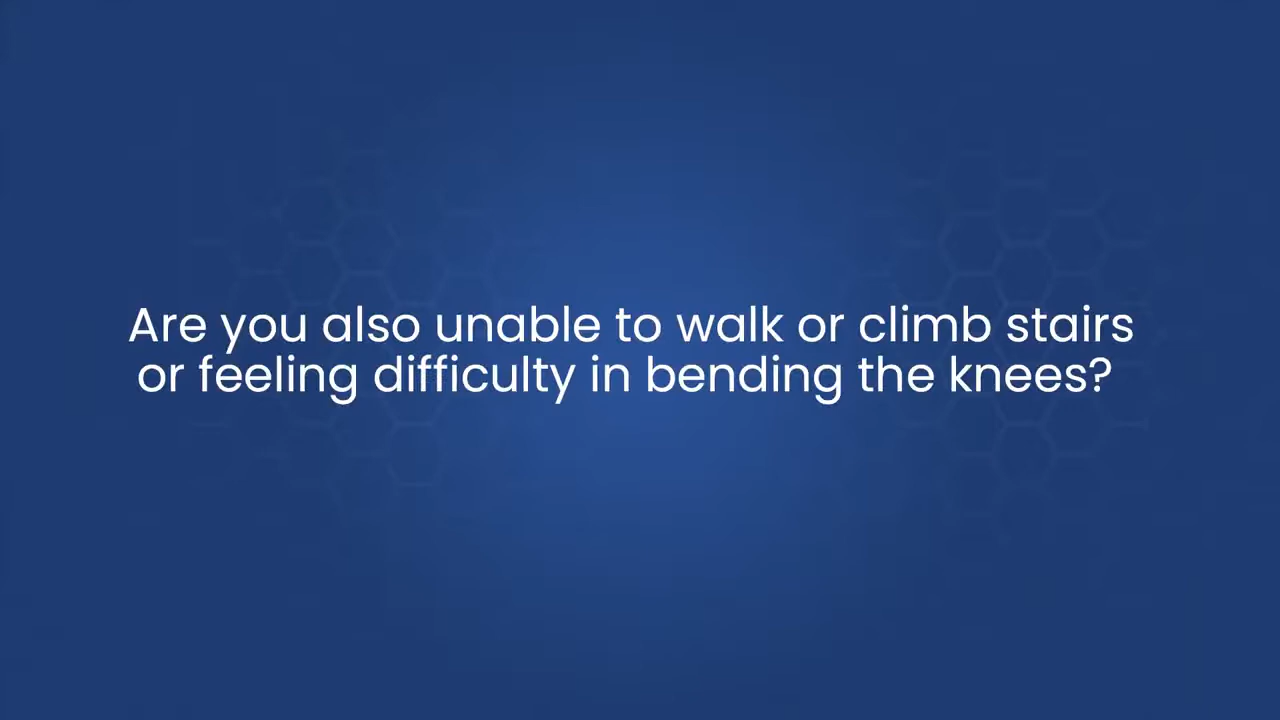 Are you also unable to walk or climb stairs
or feeling difficulty in bending the knees?